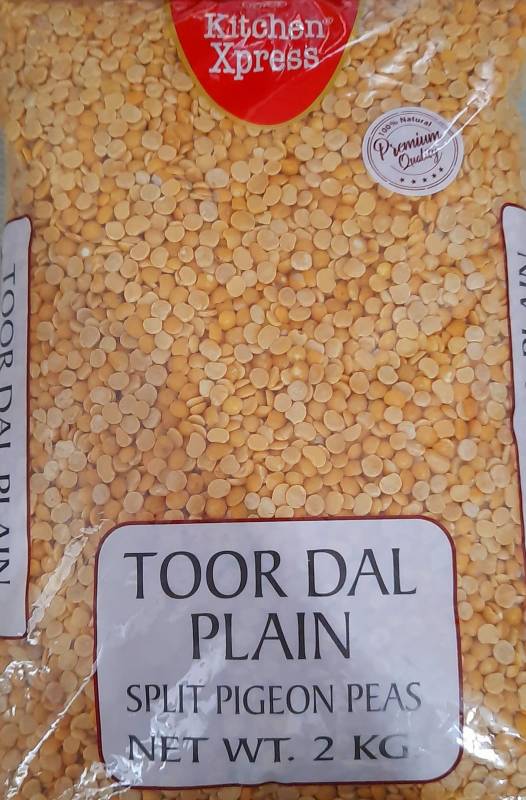 Kitchen
Xpress
100% Natural
Premium
Quality
TOOR DAL PLAIN
TOOR DAL
PLAIN
SPLIT PIGEON PEAS
NET WT. 2 KG